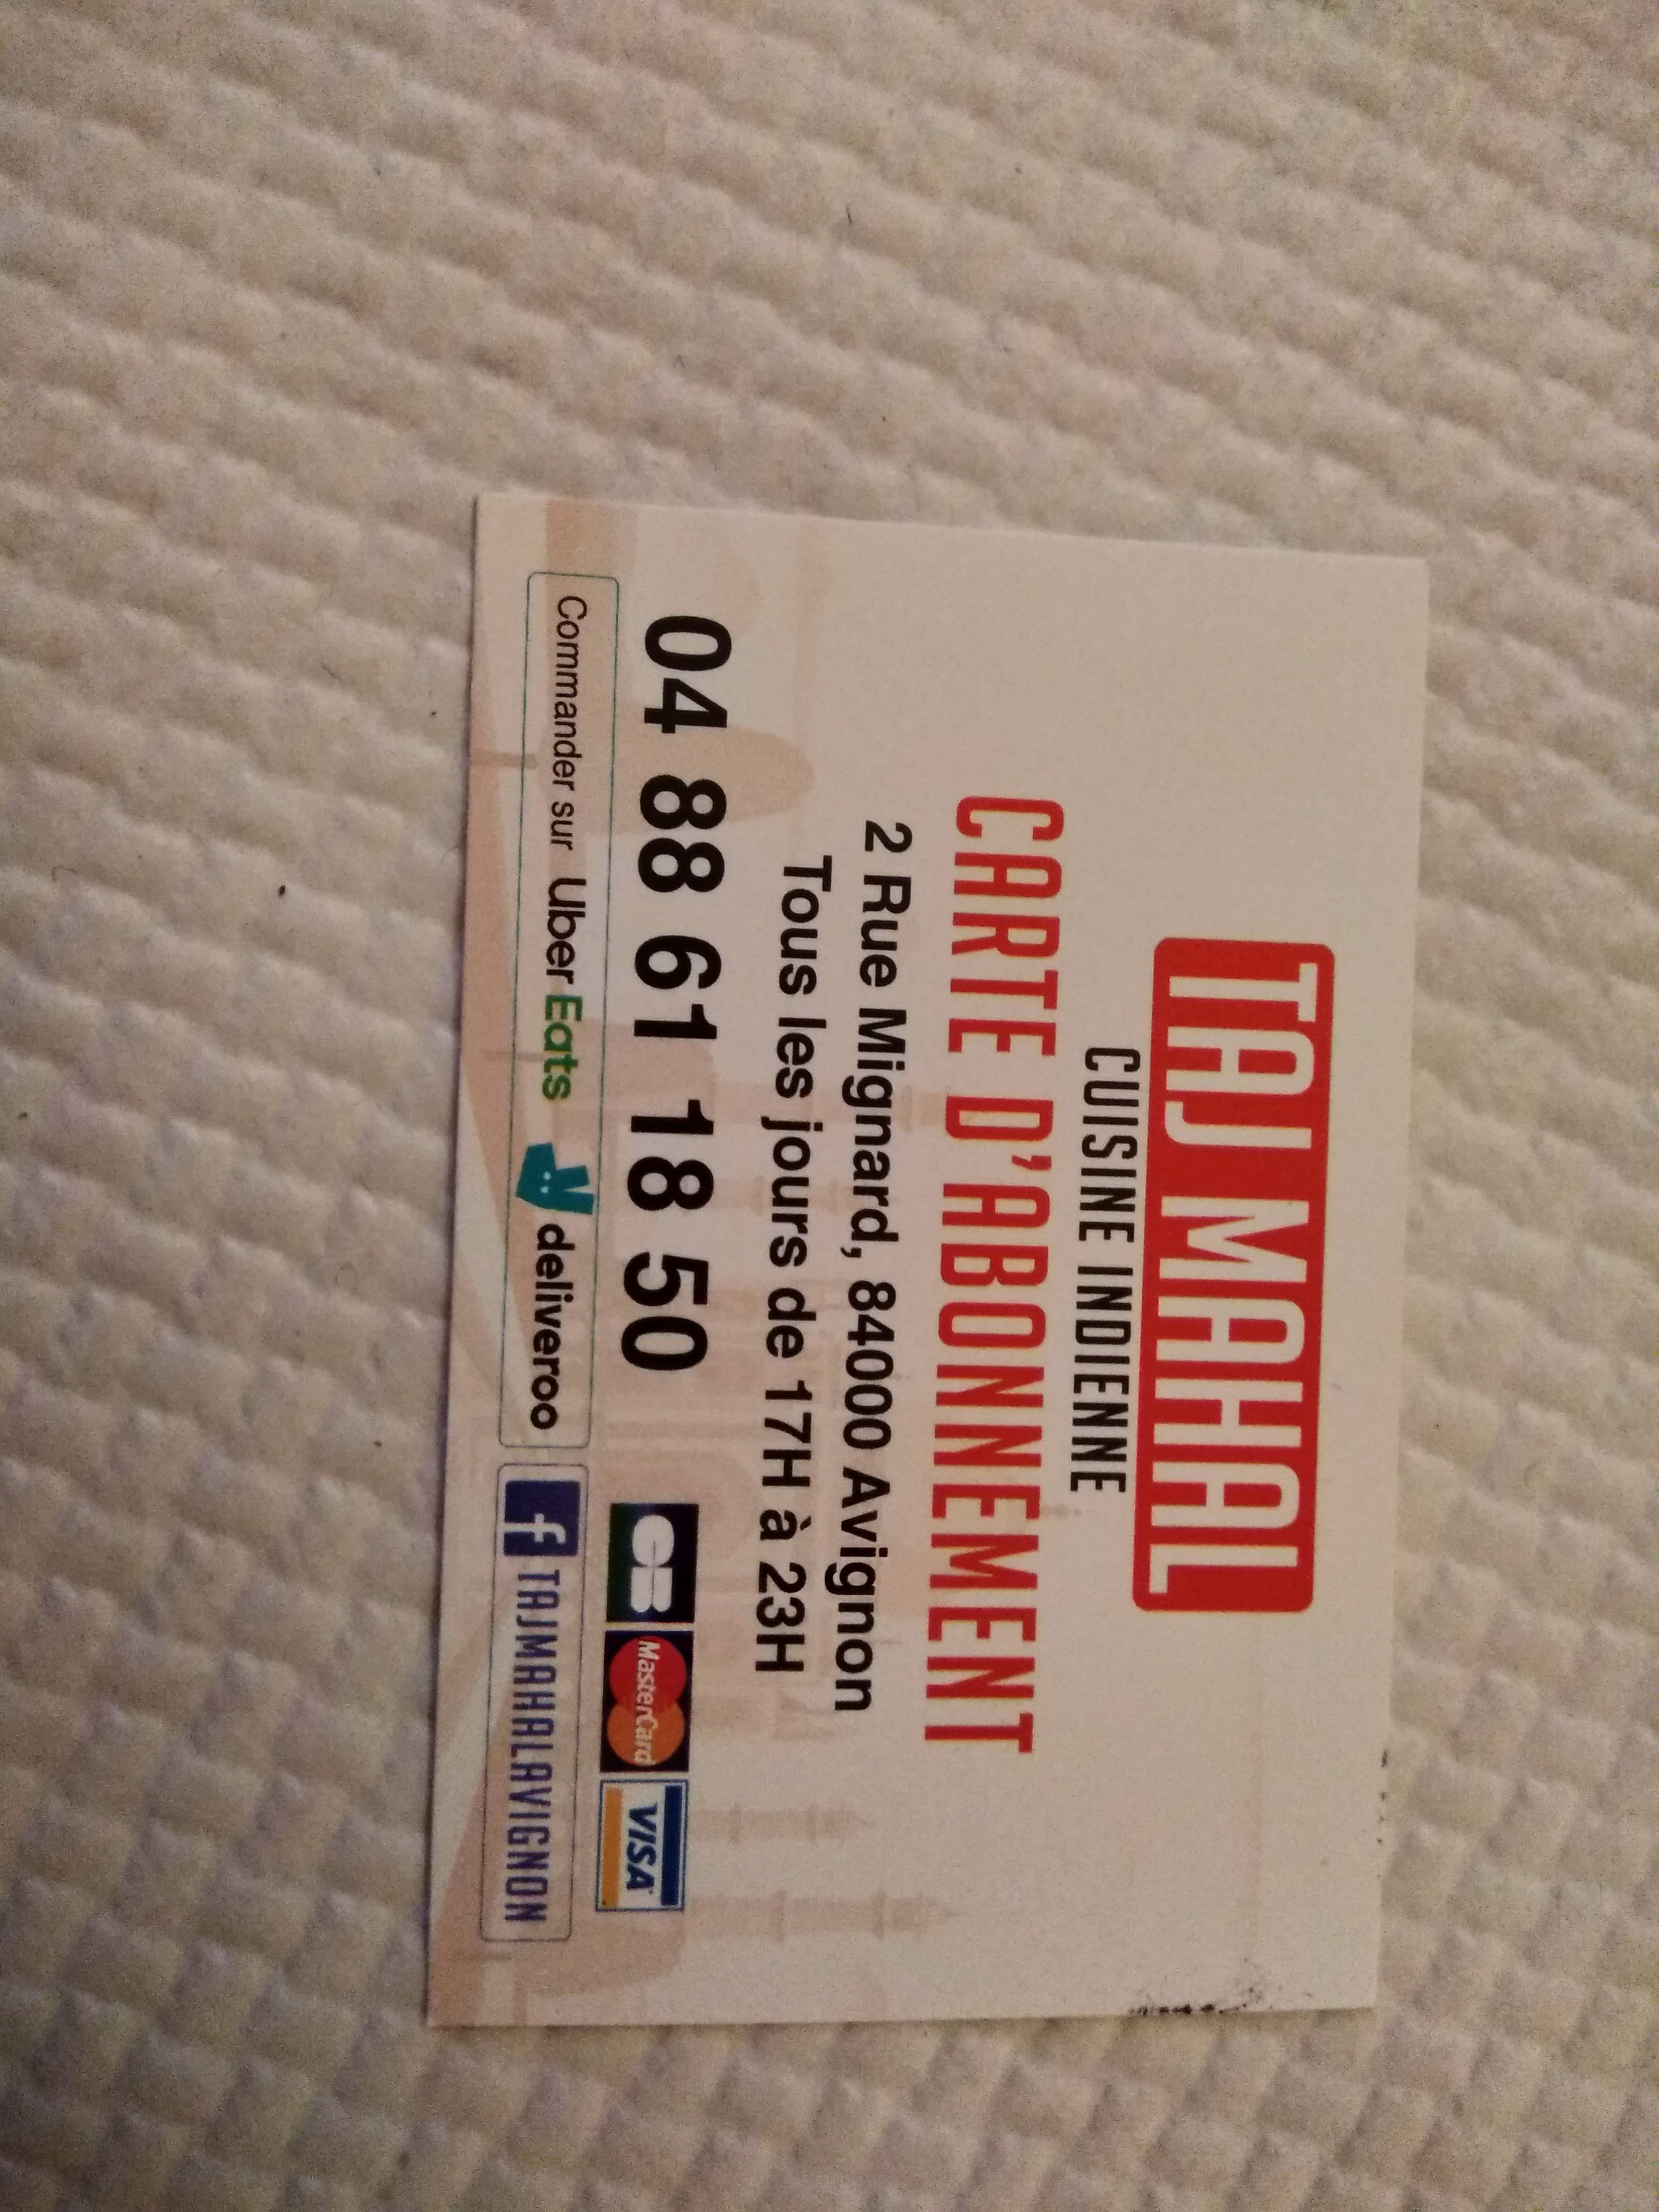 TAJ MAHAL
CUISINE INDIENNE
CARTE D'ABONNEMENT
2 Rue Mignard, 84000 Avignon
Tous les jours de 17H à 23H
04 88 61 18 50 CB MasterCard VISA
Commander sur Uber Eats deliveroo f TAJMAHALAVIGNON